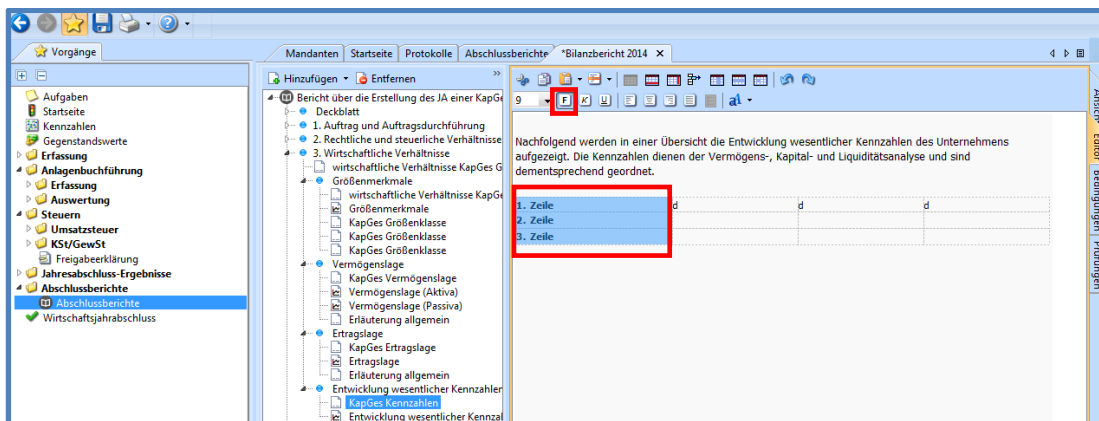 Vorgänge
Mandanten Startseite Protokolle Abschlussberichte *Bilanzbericht 2014 ×
Aufgaben
Startseite
Kennzahlen
Gegenstandswerte
Erfassung
Anlagenbuchführung
Erfassung
Auswertung
Steuern
Umsatzsteuer
KSt/GewSt
Freigabeerklärung
Jahresabschluss-Ergebnisse
Abschlussberichte
Abschlussberichte
Wirtschaftsjahrabschluss
Hinzufügen Entfernen »
Bericht über die Erstellung des JA einer KapGe
Deckblatt
1. Auftrag und Auftragsdurchführung
2. Rechtliche und steuerliche Verhältnisse
3. Wirtschaftliche Verhältnisse
wirtschaftliche Verhältnisse KapGes G
Größenmerkmale
wirtschaftliche Verhältnisse KapGe
Größenmerkmale
KapGes Größenklasse
KapGes Größenklasse
KapGes Größenklasse
Vermögenslage
KapGes Vermögenslage
Vermögenslage (Aktiva)
Vermögenslage (Passiva)
Erläuterung allgemein
Ertragslage
KapGes Ertragslage
Ertragslage
Erläuterung allgemein
Entwicklung wesentlicher Kennzahlen
KapGes Kennzahlen
Entwicklung wesentlicher Kennzal
9 F K U a1
Nachfolgend werden in einer Übersicht die Entwicklung wesentlicher Kennzahlen des Unternehmens
aufgezeigt. Die Kennzahlen dienen der Vermögens-, Kapital- und Liquiditätsanalyse und sind
dementsprechend geordnet.
1. Zeile d d d
2. Zeile
3. Zeile
Ansich
Editor
Bedingungen
Prüfungen